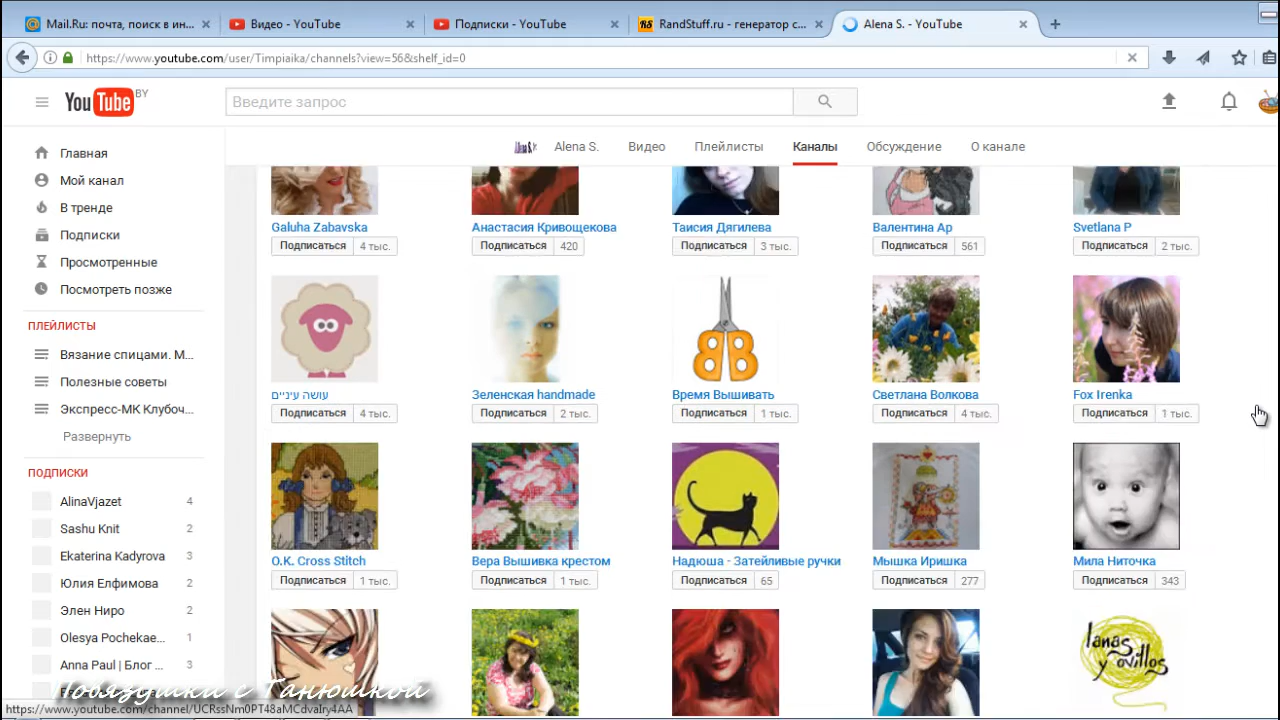 Mail.Ru: почта, поиск в ин...
Видео - YouTube
Подписки - YouTube
RS
RandStuff.ru - генератор с...
Alena S. - YouTube
https://www.youtube.com/user/Timpiaika/channels?view=56&shelf_id=0
YouTube BY
Введите запрос
Alena S.
Видео
Плейлисты
Каналы
Обсуждение
О канале
Главная
Мой канал
В тренде
Подписки
Просмотренные
Посмотреть позже
ПЛЕЙЛИСТЫ
Вязание спицами. М...
Полезные советы
Экспресс-МК Клубоч...
Развернуть
ПОДПИСКИ
AlinaVjazet 4
Sashu Knit 2
Ekaterina Kadyrova 3
Юлия Елфимова 2
Элен Ниро 2
Olesya Pochekae... 1
Anna Paul | Блог ... 3
Galuha Zabavska
Подписаться 4 тыс.
Анастасия Кривощекова
Подписаться 420
Таисия Дягилева
Подписаться 3 тыс.
Валентина Ар
Подписаться 561
Svetlana P
Подписаться 2 тыс.
עושה עיניים
Подписаться 4 тыс.
Зеленская handmade
Подписаться 2 тыс.
Время Вышивать
Подписаться 1 тыс.
Светлана Волкова
Подписаться 4 тыс.
Fox Irenka
Подписаться 1 тыс.
O.K. Cross Stitch
Подписаться 1 тыс.
Вера Вышивка крестом
Подписаться 1 тыс.
Надюша - Затейливые ручки
Подписаться 65
Мышка Иришка
Подписаться 277
Мила Ниточка
Подписаться 343
lanas
y ovillos
Повязушки с Танюшкой
https://www.youtube.com/channel/UCRssNm0PT48aMCdvaIry4AA